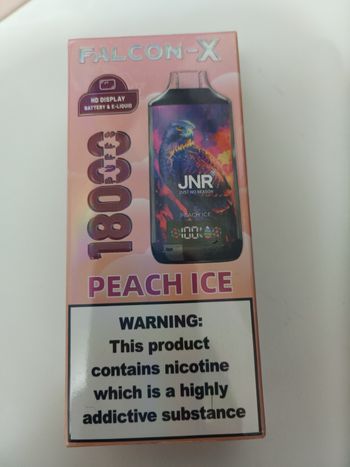 FALCON-X
HD DISPLAY
BATTERY & E-LIQUID
18000
PUFFS
JNR
JUST NO REASON
PEACH ICE
100
PEACH ICE
WARNING:
This product
contains nicotine
which is a highly
addictive substance